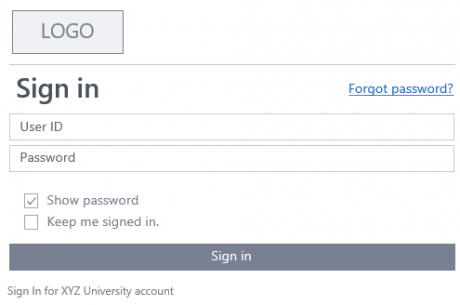 LOGO
Sign in
Forgot password?
User ID
Password
Show password
Keep me signed in.
Sign in
Sign In for XYZ University account